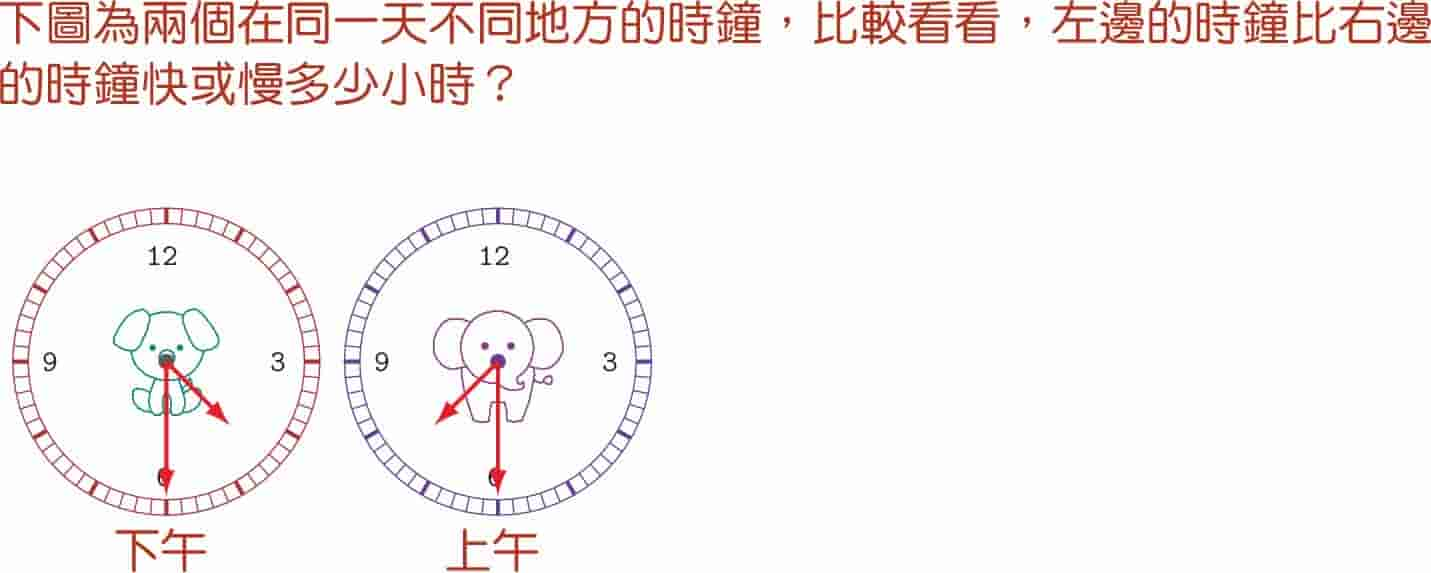 下圖為兩個在同一天不同地方的時鐘，比較看看，左邊的時鐘比右邊
的時鐘快或慢多少小時？
12 12
9 3 9 3
6 6
下午 上午